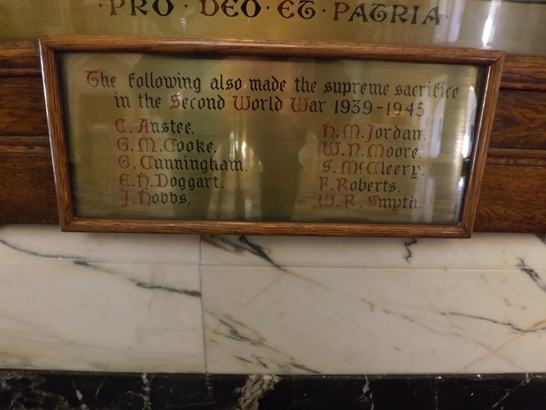 ·PRO·DEO·ET·PATRIA·
The following also made the supreme sacrifice
in the Second World War 1939-1945
C. Anstee.
G.M.Cooke.
G. Cunningham.
E.H.Doggart.
J. Hobbs.
H.M.Jordan.
W.N.Moore.
S.McCleery.
F.Roberts.
W.R.Smyth.